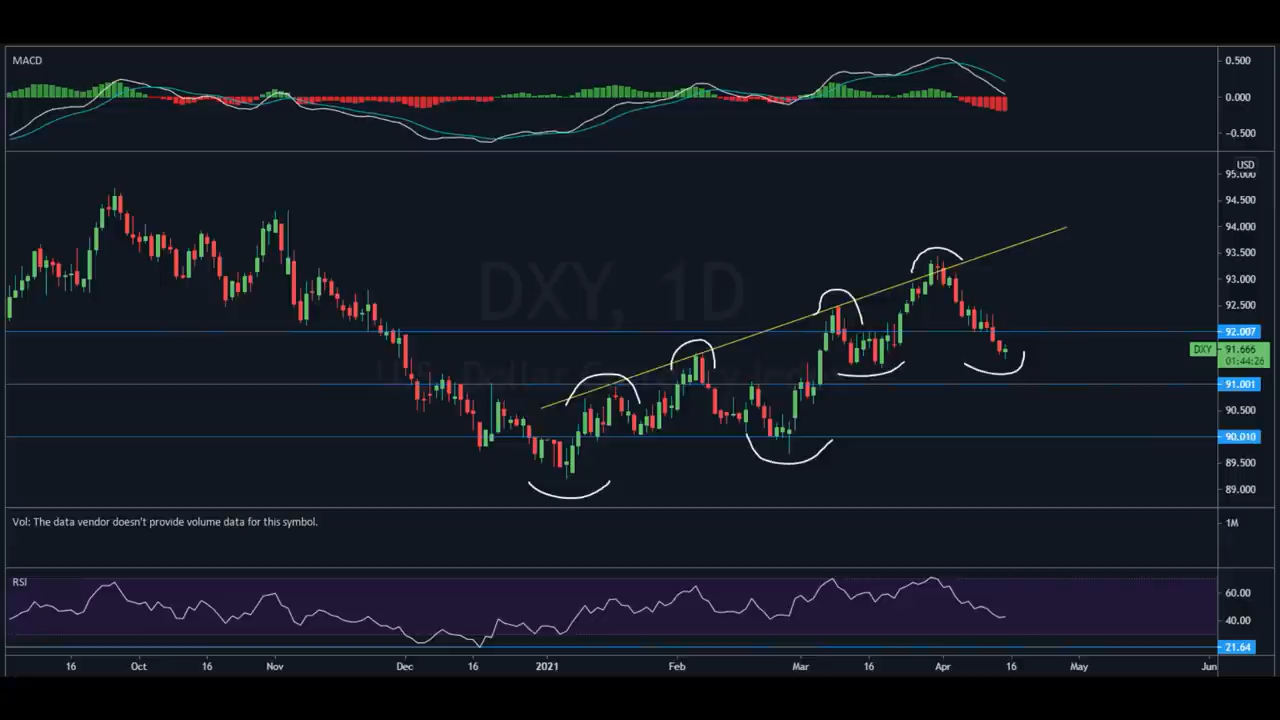 MACD
0.500
0.000
-0.500
USD
95.000
94.500
94.000
93.500
93.000
92.500
92.007
DXY 91.666
01:44:26
91.001
90.500
90.010
89.500
89.000
DXY, 1D
Vol: The data vendor doesn't provide volume data for this symbol.
1M
RSI
60.00
40.00
21.64
16 Oct 16 Nov Dec 16 2021 Feb Mar 16 Apr 16 May Jun